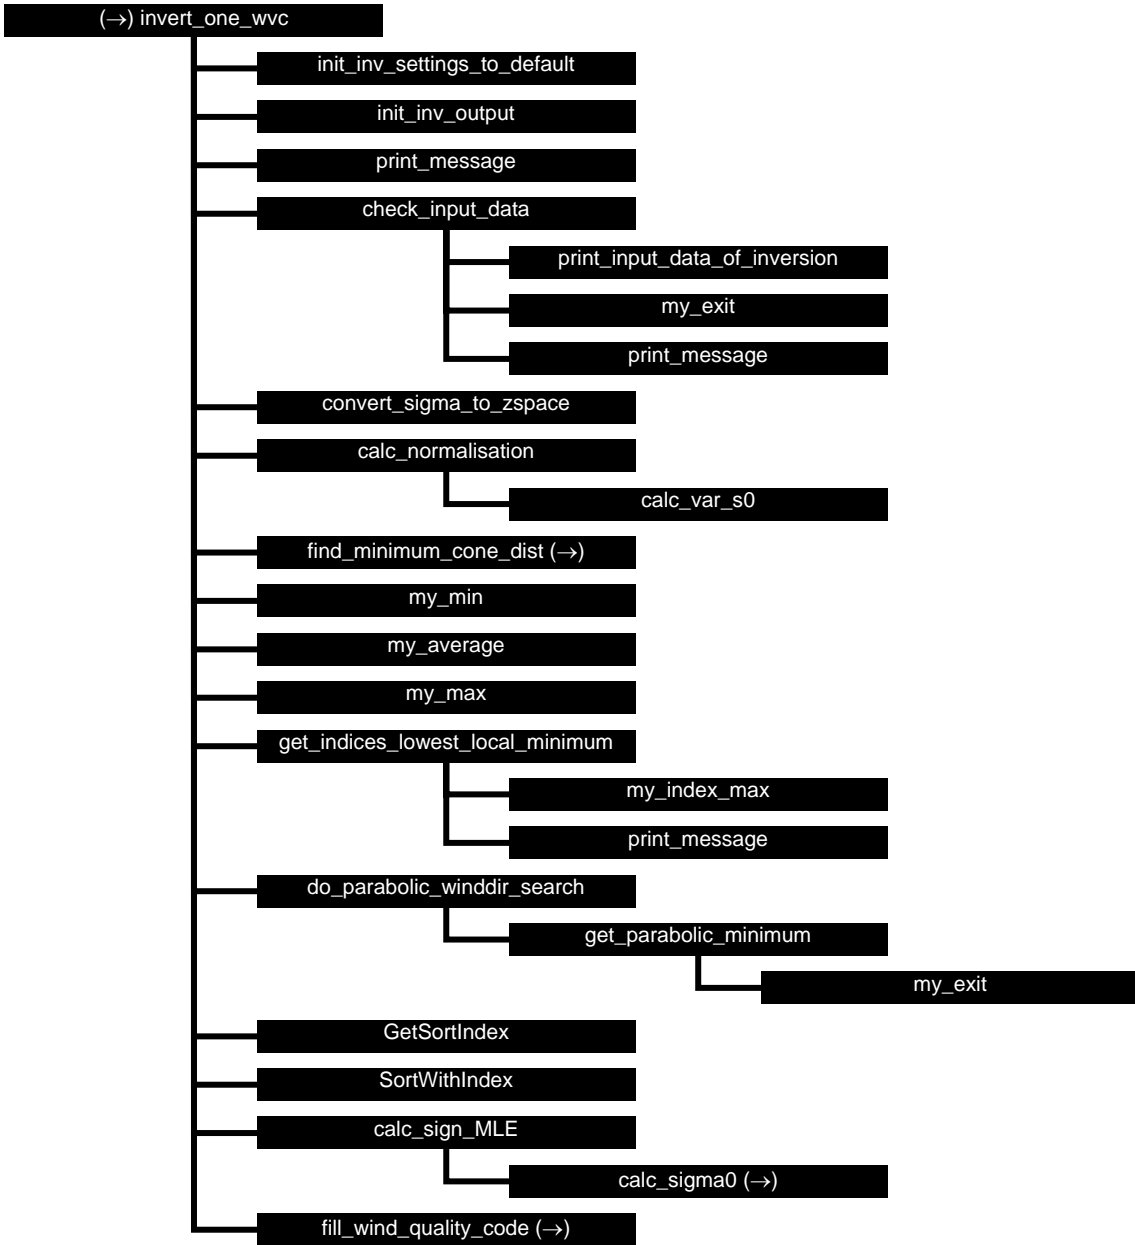 (→) invert_one_wvc
init_inv_settings_to_default
init_inv_output
print_message
check_input_data
print_input_data_of_inversion
my_exit
print_message
convert_sigma_to_zspace
calc_normalisation
calc_var_s0
find_minimum_cone_dist (→)
my_min
my_average
my_max
get_indices_lowest_local_minimum
my_index_max
print_message
do_parabolic_winddir_search
get_parabolic_minimum
my_exit
GetSortIndex
SortWithIndex
calc_sign_MLE
calc_sigma0 (→)
fill_wind_quality_code (→)